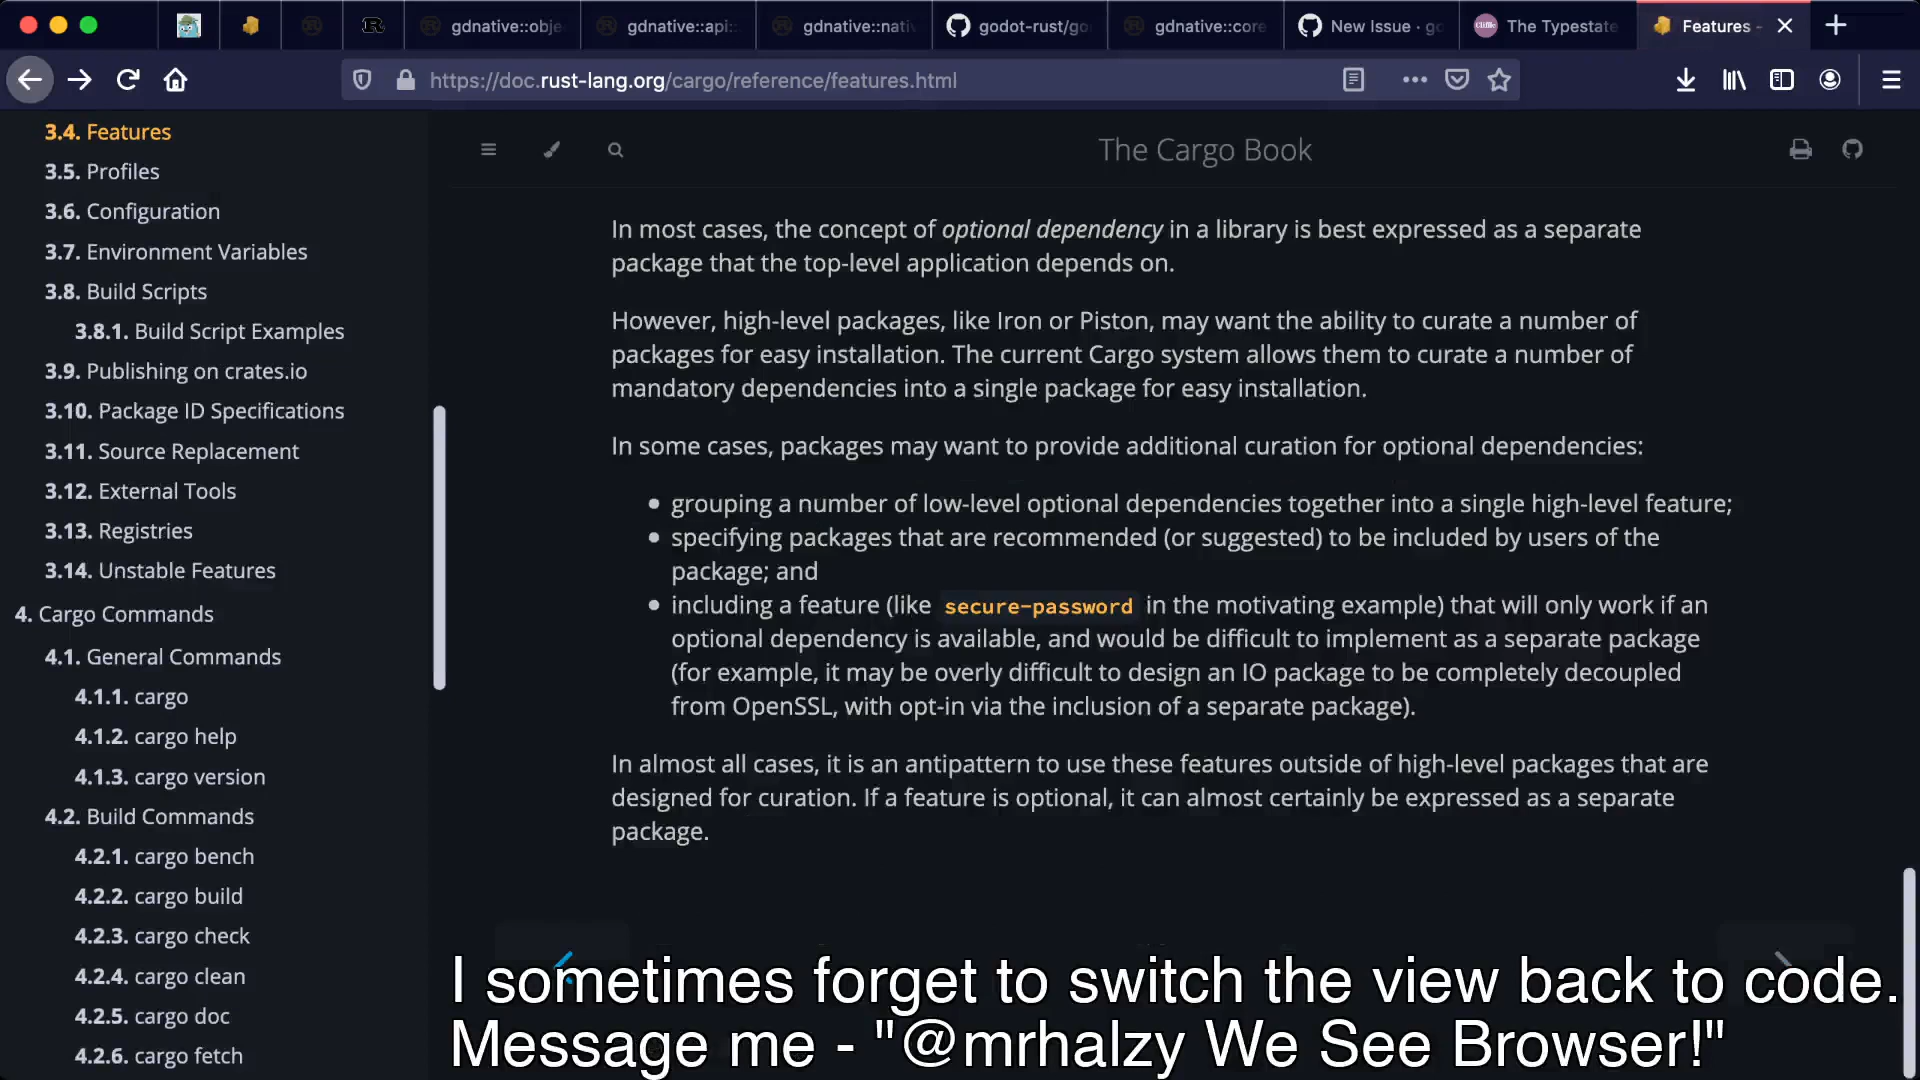 gdnative::obje
gdnative::api::
gdnative::nati
godot-rust/go
gdnative::core
New Issue · go
The Typestate
Features -
https://doc.rust-lang.org/cargo/reference/features.html
3.4. Features
3.5. Profiles
3.6. Configuration
3.7. Environment Variables
3.8. Build Scripts
3.8.1. Build Script Examples
3.9. Publishing on crates.io
3.10. Package ID Specifications
3.11. Source Replacement
3.12. External Tools
3.13. Registries
3.14. Unstable Features
4. Cargo Commands
4.1. General Commands
4.1.1. cargo
4.1.2. cargo help
4.1.3. cargo version
4.2. Build Commands
4.2.1. cargo bench
4.2.2. cargo build
4.2.3. cargo check
4.2.4. cargo clean
4.2.5. cargo doc
4.2.6. cargo fetch
The Cargo Book
In most cases, the concept of optional dependency in a library is best expressed as a separate
package that the top-level application depends on.
However, high-level packages, like Iron or Piston, may want the ability to curate a number of
packages for easy installation. The current Cargo system allows them to curate a number of
mandatory dependencies into a single package for easy installation.
In some cases, packages may want to provide additional curation for optional dependencies:
• grouping a number of low-level optional dependencies together into a single high-level feature;
• specifying packages that are recommended (or suggested) to be included by users of the
package; and
• including a feature (like secure-password in the motivating example) that will only work if an
optional dependency is available, and would be difficult to implement as a separate package
(for example, it may be overly difficult to design an IO package to be completely decoupled
from OpenSSL, with opt-in via the inclusion of a separate package).
In almost all cases, it is an antipattern to use these features outside of high-level packages that are
designed for curation. If a feature is optional, it can almost certainly be expressed as a separate
package.
I sometimes forget to switch the view back to code.
Message me - "@mrhalzy We See Browser!"